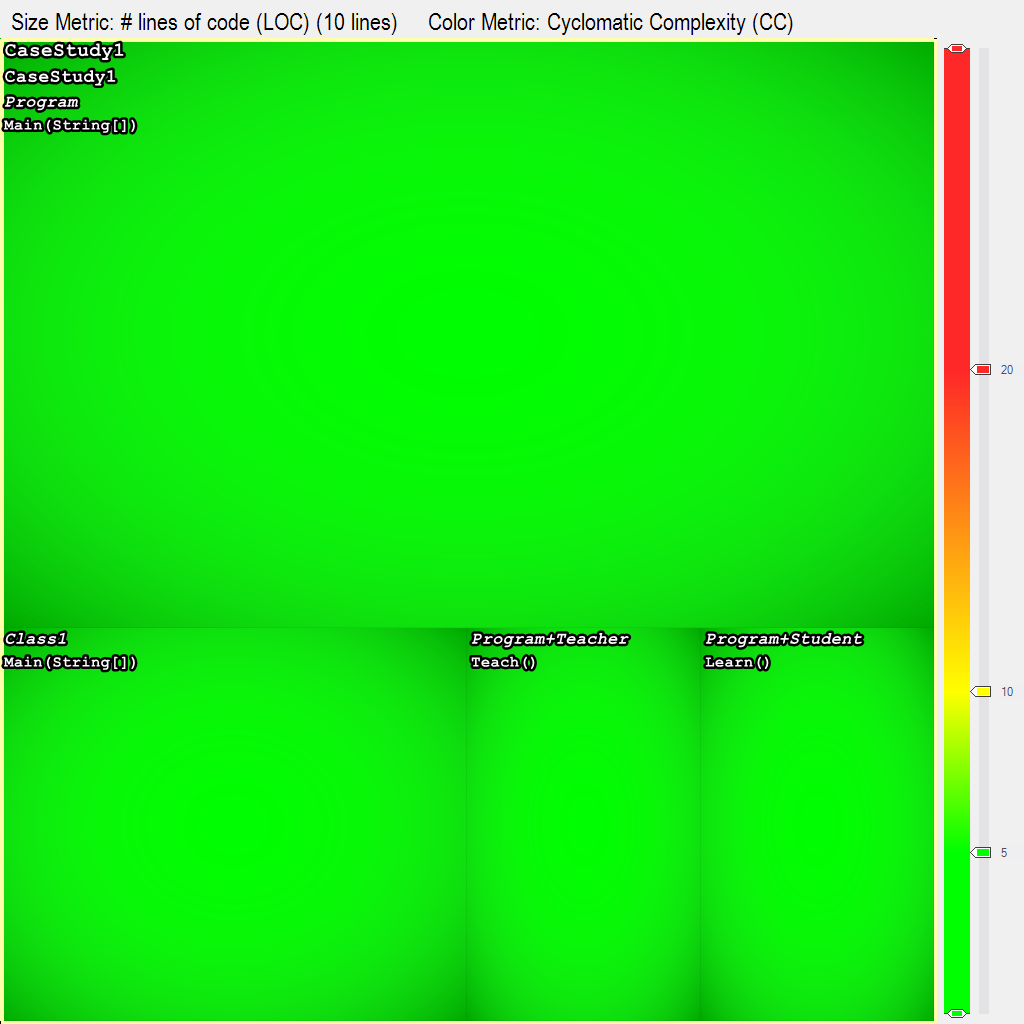 Size Metric: # lines of code (LOC) (10 lines) Color Metric: Cyclomatic Complexity (CC)
CaseStudy1
CaseStudy1
Program
Main(String[])
20
10
Class1
Main(String[])
Program+Teacher
Teach()
Program+Student
Learn()
5